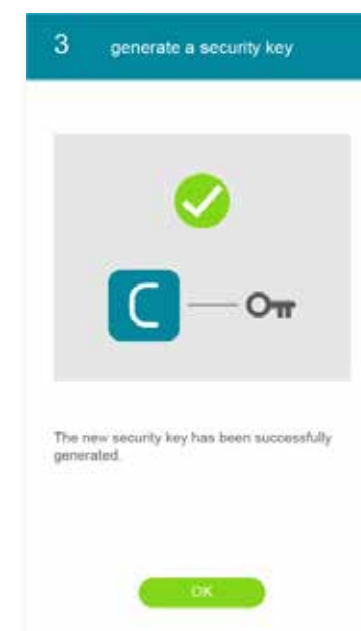 3 generate a security key
The new security key has been successfully
generated.
OK